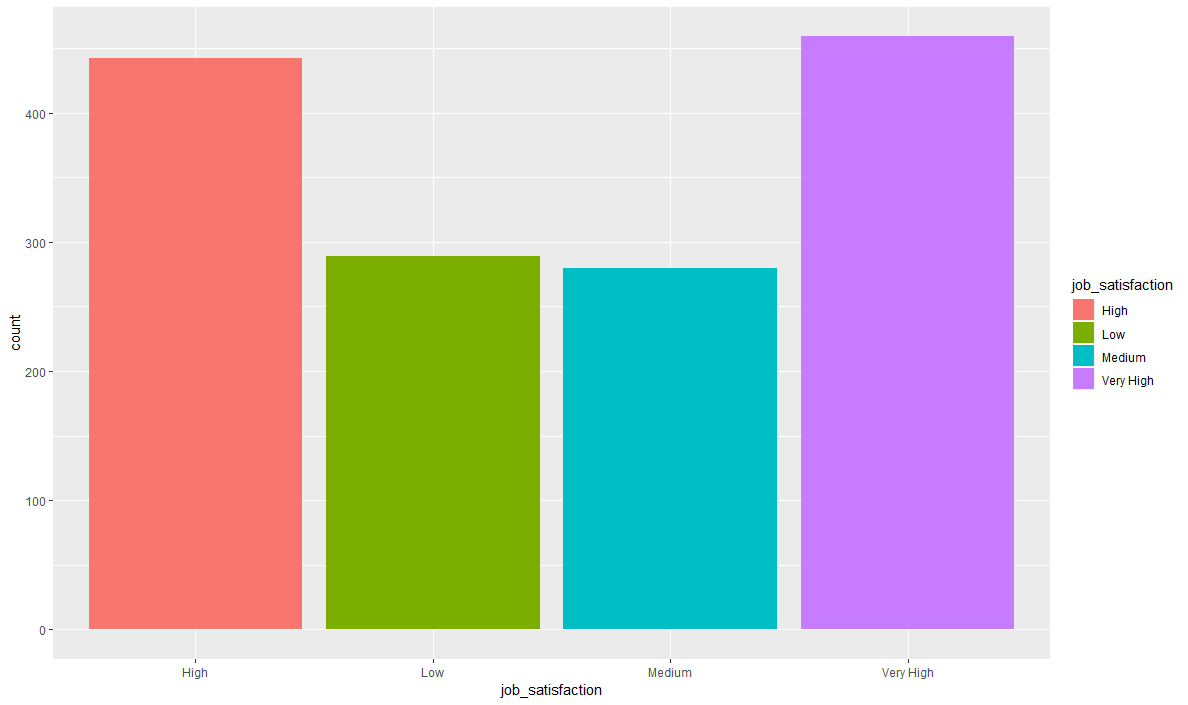 count
400
300
200
100
0
High
Low
Medium
Very High
job_satisfaction
job_satisfaction
High
Low
Medium
Very High